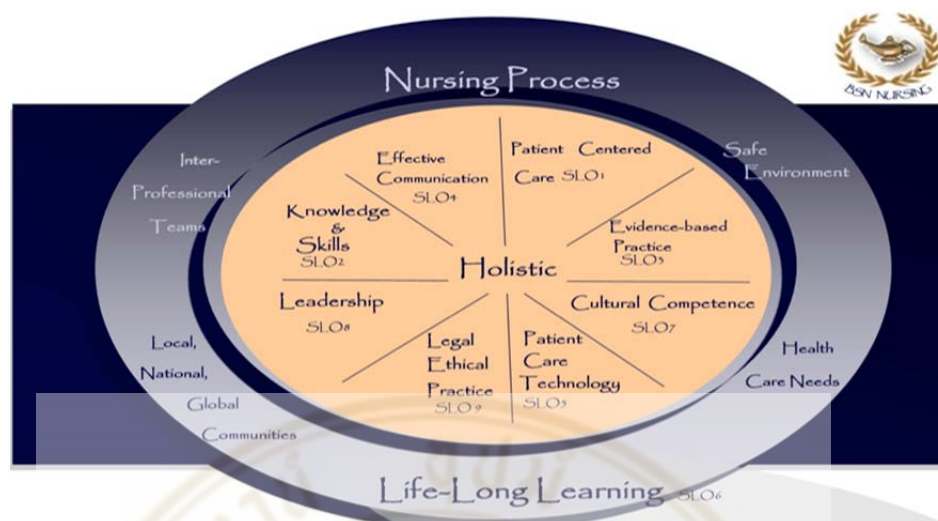 Nursing Process
BSN NURSING
Inter-
Professional
Teams
Safe
Environment
Effective
Communication SLO4
Patient Centered
Care SLO1
Knowledge
&
Skills
SLO2
Evidence-based
Practice
SLO3
Holistic
Leadership
SLO8
Cultural Competence
SLO7
Legal
Ethical
Practice
SLO 9
Patient
Care
Technology
SLO5
Local,
National,
Global
Communities
Health
Care Needs
Life-Long Learning SLO6